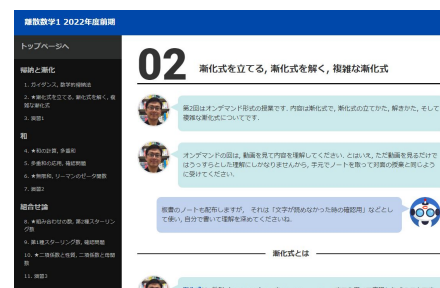 離散数学1 2022年度前期
トップページへ
帰納と漸化
1. ガイダンス, 数学的帰納法
2. ★漸化式を立てる, 漸化式を解く, 複
雑な漸化式
3. 演習1
和
4. ★和の計算, 多重和
5. 多重和の応用, 確認問題
6. ★無限和, リーマンのゼータ関数
7. 演習2
組合せ論
8. ★組み合わせの数, 第2種スターリン
グ数
9. 第1種スターリング数, 確認問題
10. ★二項係数と性質, 二項係数と母関
数
11. 演習3
02
漸化式を立てる, 漸化式を解く, 複雑な漸化式
第2回はオンデマンド形式の授業です. 内容は漸化式で, 漸化式の立てかた, 解きかた, そして
複雑な漸化式についてです.
オンデマンドの回は, 動画を見て内容を理解してください. とはいえ, ただ動画を見るだけで
はうっすらとした理解にしかなりませんから, 手元でノートを取って対面の授業と同じよう
に受けてください.
板書のノートも配布しますが, それは「文字が読めなかった時の確認用」などとし
て使い, 自分で書いて理解を深めてくださいね.
漸化式とは